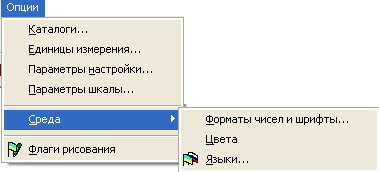 Опции
Каталоги...
Единицы измерения...
Параметры настройки...
Параметры шкалы...
Среда
Флаги рисования
Форматы чисел и шрифты...
Цвета
Языки...